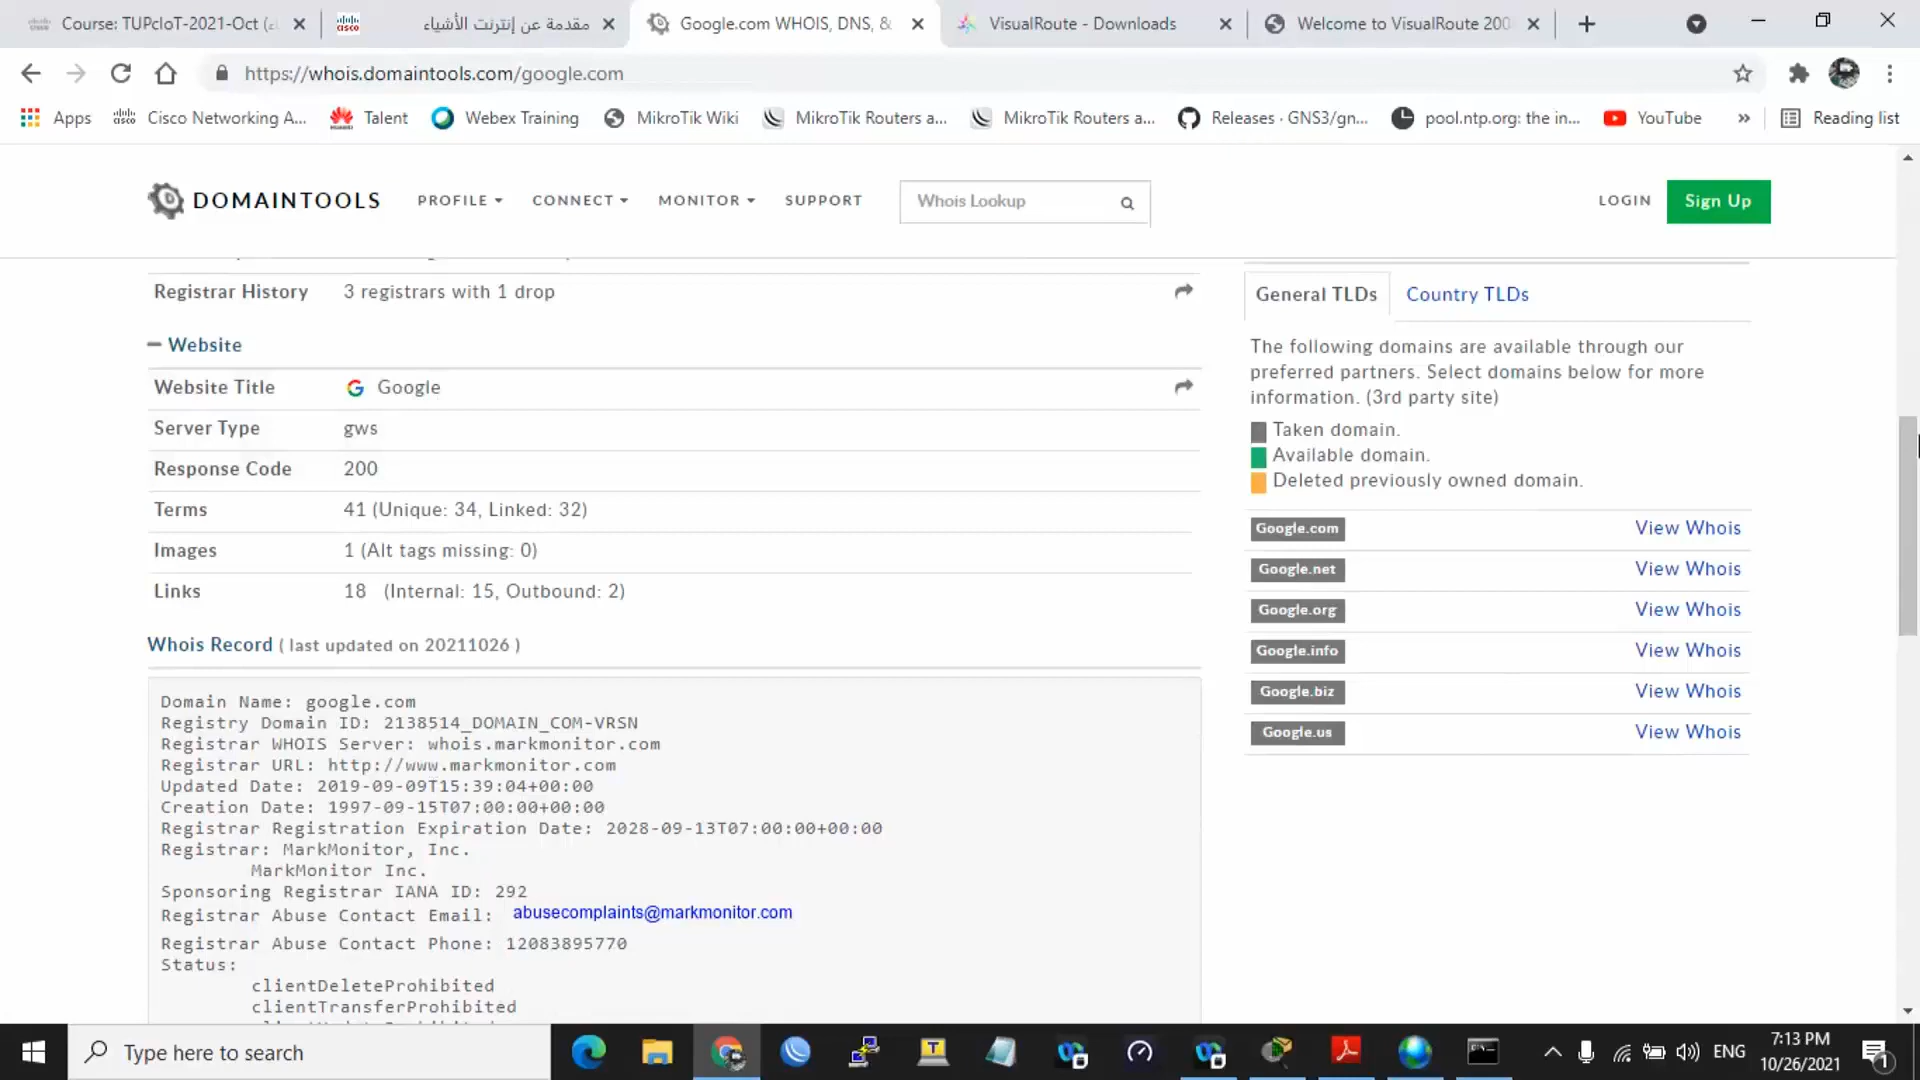 Course: TUPcIoT-2021-Oct
مقدمة عن إنترنت الأشياء
Google.com WHOIS, DNS, &
VisualRoute - Downloads
Welcome to VisualRoute 200
https://whois.domaintools.com/google.com
Apps
Cisco Networking A...
Talent
Webex Training
MikroTik Wiki
MikroTik Routers a...
MikroTik Routers a...
Releases · GNS3/gn...
pool.ntp.org: the in...
YouTube
»
Reading list
DOMAINTOOLS
PROFILE
CONNECT
MONITOR
SUPPORT
Whois Lookup
LOGIN
Sign Up
Registrar History 3 registrars with 1 drop
Website
Website Title Google
Server Type gws
Response Code 200
Terms 41 (Unique: 34, Linked: 32)
Images 1 (Alt tags missing: 0)
Links 18 (Internal: 15, Outbound: 2)
Whois Record ( last updated on 20211026 )
Domain Name: google.com
Registry Domain ID: 2138514_DOMAIN_COM-VRSN
Registrar WHOIS Server: whois.markmonitor.com
Registrar URL: http://www.markmonitor.com
Updated Date: 2019-09-09T15:39:04+00:00
Creation Date: 1997-09-15T07:00:00+00:00
Registrar Registration Expiration Date: 2028-09-13T07:00:00+00:00
Registrar: MarkMonitor, Inc.
MarkMonitor Inc.
Sponsoring Registrar IANA ID: 292
Registrar Abuse Contact Email: abusecomplaints@markmonitor.com
Registrar Abuse Contact Phone: 12083895770
Status:
clientDeleteProhibited
clientTransferProhibited
General TLDs
Country TLDs
The following domains are available through our
preferred partners. Select domains below for more
information. (3rd party site)
Taken domain.
Available domain.
Deleted previously owned domain.
Google.com View Whois
Google.net View Whois
Google.org View Whois
Google.info View Whois
Google.biz View Whois
Google.us View Whois
Type here to search
ENG
7:13 PM
10/26/2021
1